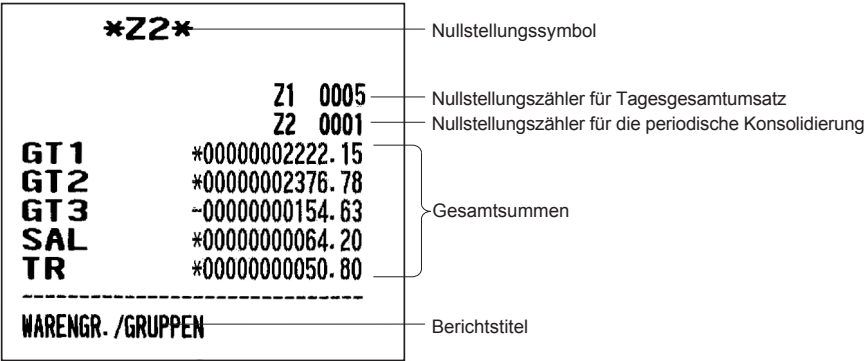 *Z2*
Nullstellungssymbol
Z1 0005
Nullstellungszähler für Tagesgesamtumsatz
Z2 0001
Nullstellungszähler für die periodische Konsolidierung
GT1 *00000002222.15
GT2 *00000002376.78
GT3 -00000000154.63
SAL *00000000064.20
TR *00000000050.80
Gesamtsummen
WARENGR./GRUPPEN
Berichtstitel